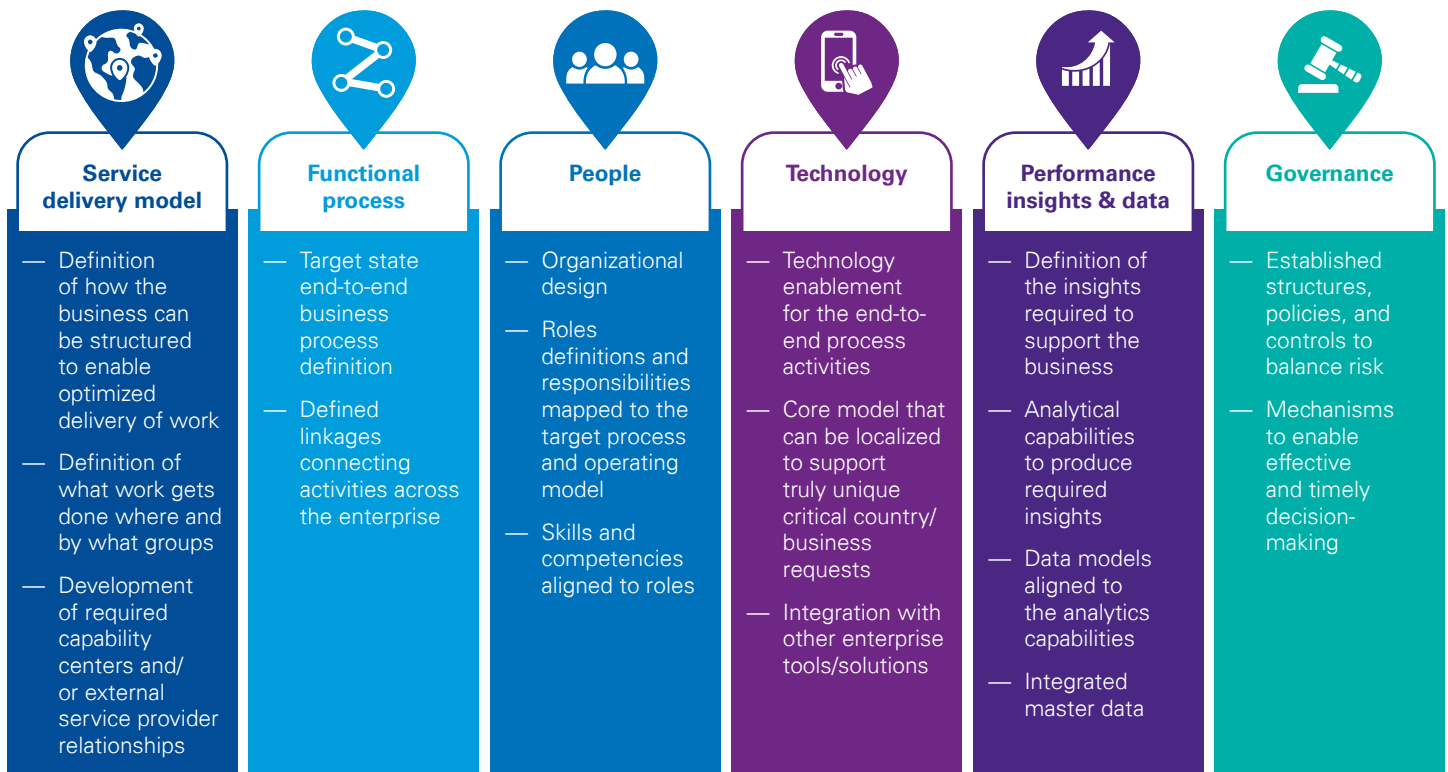 Service
delivery model
— Definition
of how the
business can
be structured
to enable
optimized
delivery of work
— Definition of
what work gets
done where and
by what groups
— Development
of required
capability
centers and/
or external
service provider
relationships
Functional
process
— Target state
end-to-end
business
process
definition
— Defined
linkages
connecting
activities across
the enterprise
People
— Organizational
design
— Roles
definitions and
responsibilities
mapped to the
target process
and operating
model
— Skills and
competencies
aligned to roles
Technology
— Technology
enablement
for the end-to-
end process
activities
— Core model that
can be localized
to support
truly unique
critical country/
business
requests
— Integration with
other enterprise
tools/solutions
Performance
insights & data
— Definition of
the insights
required to
support the
business
— Analytical
capabilities
to produce
required
insights
— Data models
aligned to
the analytics
capabilities
— Integrated
master data
Governance
— Established
structures,
policies, and
controls to
balance risk
— Mechanisms
to enable
effective
and timely
decision-
making